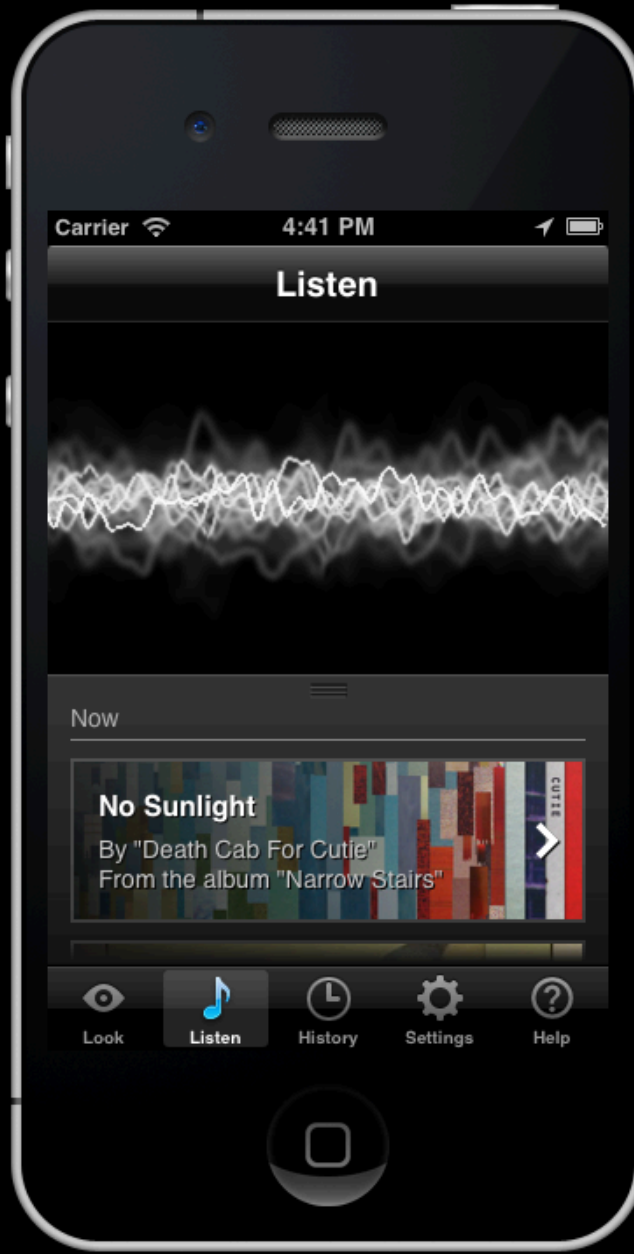 Carrier 4:41 PM
Listen
Now
No Sunlight
By "Death Cab For Cutie"
From the album "Narrow Stairs"
CUTIE
Look Listen History Settings Help